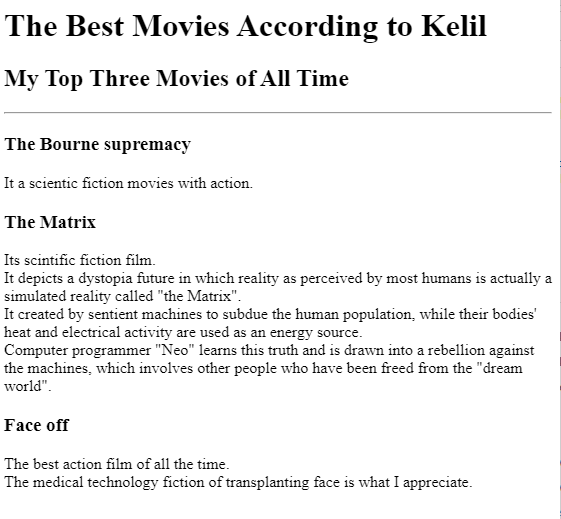 The Best Movies According to Kelil
My Top Three Movies of All Time
The Bourne supremacy
It a scientic fiction movies with action.
The Matrix
Its scintific fiction film.
It depicts a dystopia future in which reality as perceived by most humans is actually a
simulated reality called "the Matrix".
It created by sentient machines to subdue the human population, while their bodies'
heat and electrical activity are used as an energy source.
Computer programmer "Neo" learns this truth and is drawn into a rebellion against
the machines, which involves other people who have been freed from the "dream
world".
Face off
The best action film of all the time.
The medical technology fiction of transplanting face is what I appreciate.